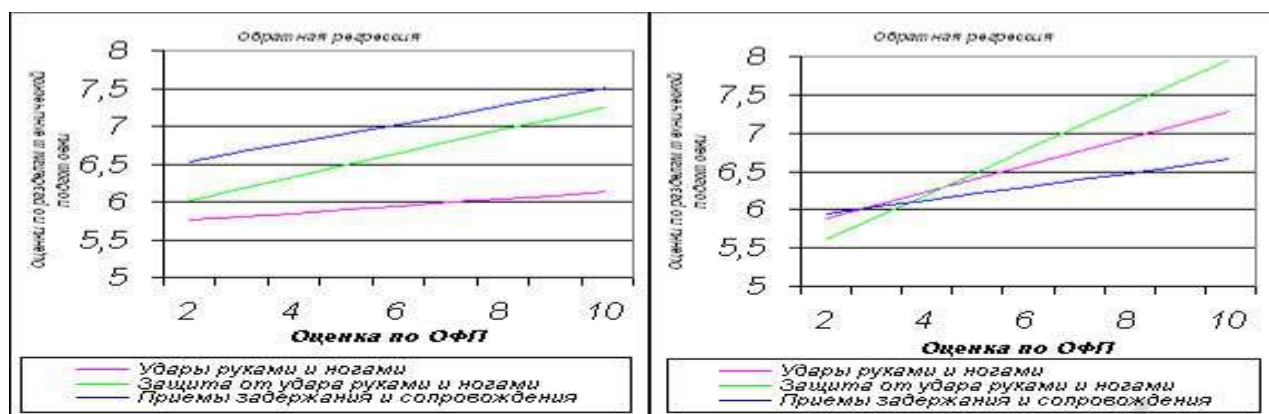 Обратная регрессия
8
7,5
7
6,5
6
5,5
5
2 4 6 8 10
Оценка по ОФП
Удары руками и ногами
Защита от удара руками и ногами
Приемы задержания и сопровождения
Обратная регрессия
8
7,5
7
6,5
6
5,5
5
2 4 6 8 10
Оценка по ОФП
Удары руками и ногами
Защита от удара руками и ногами
Приемы задержания и сопровождения